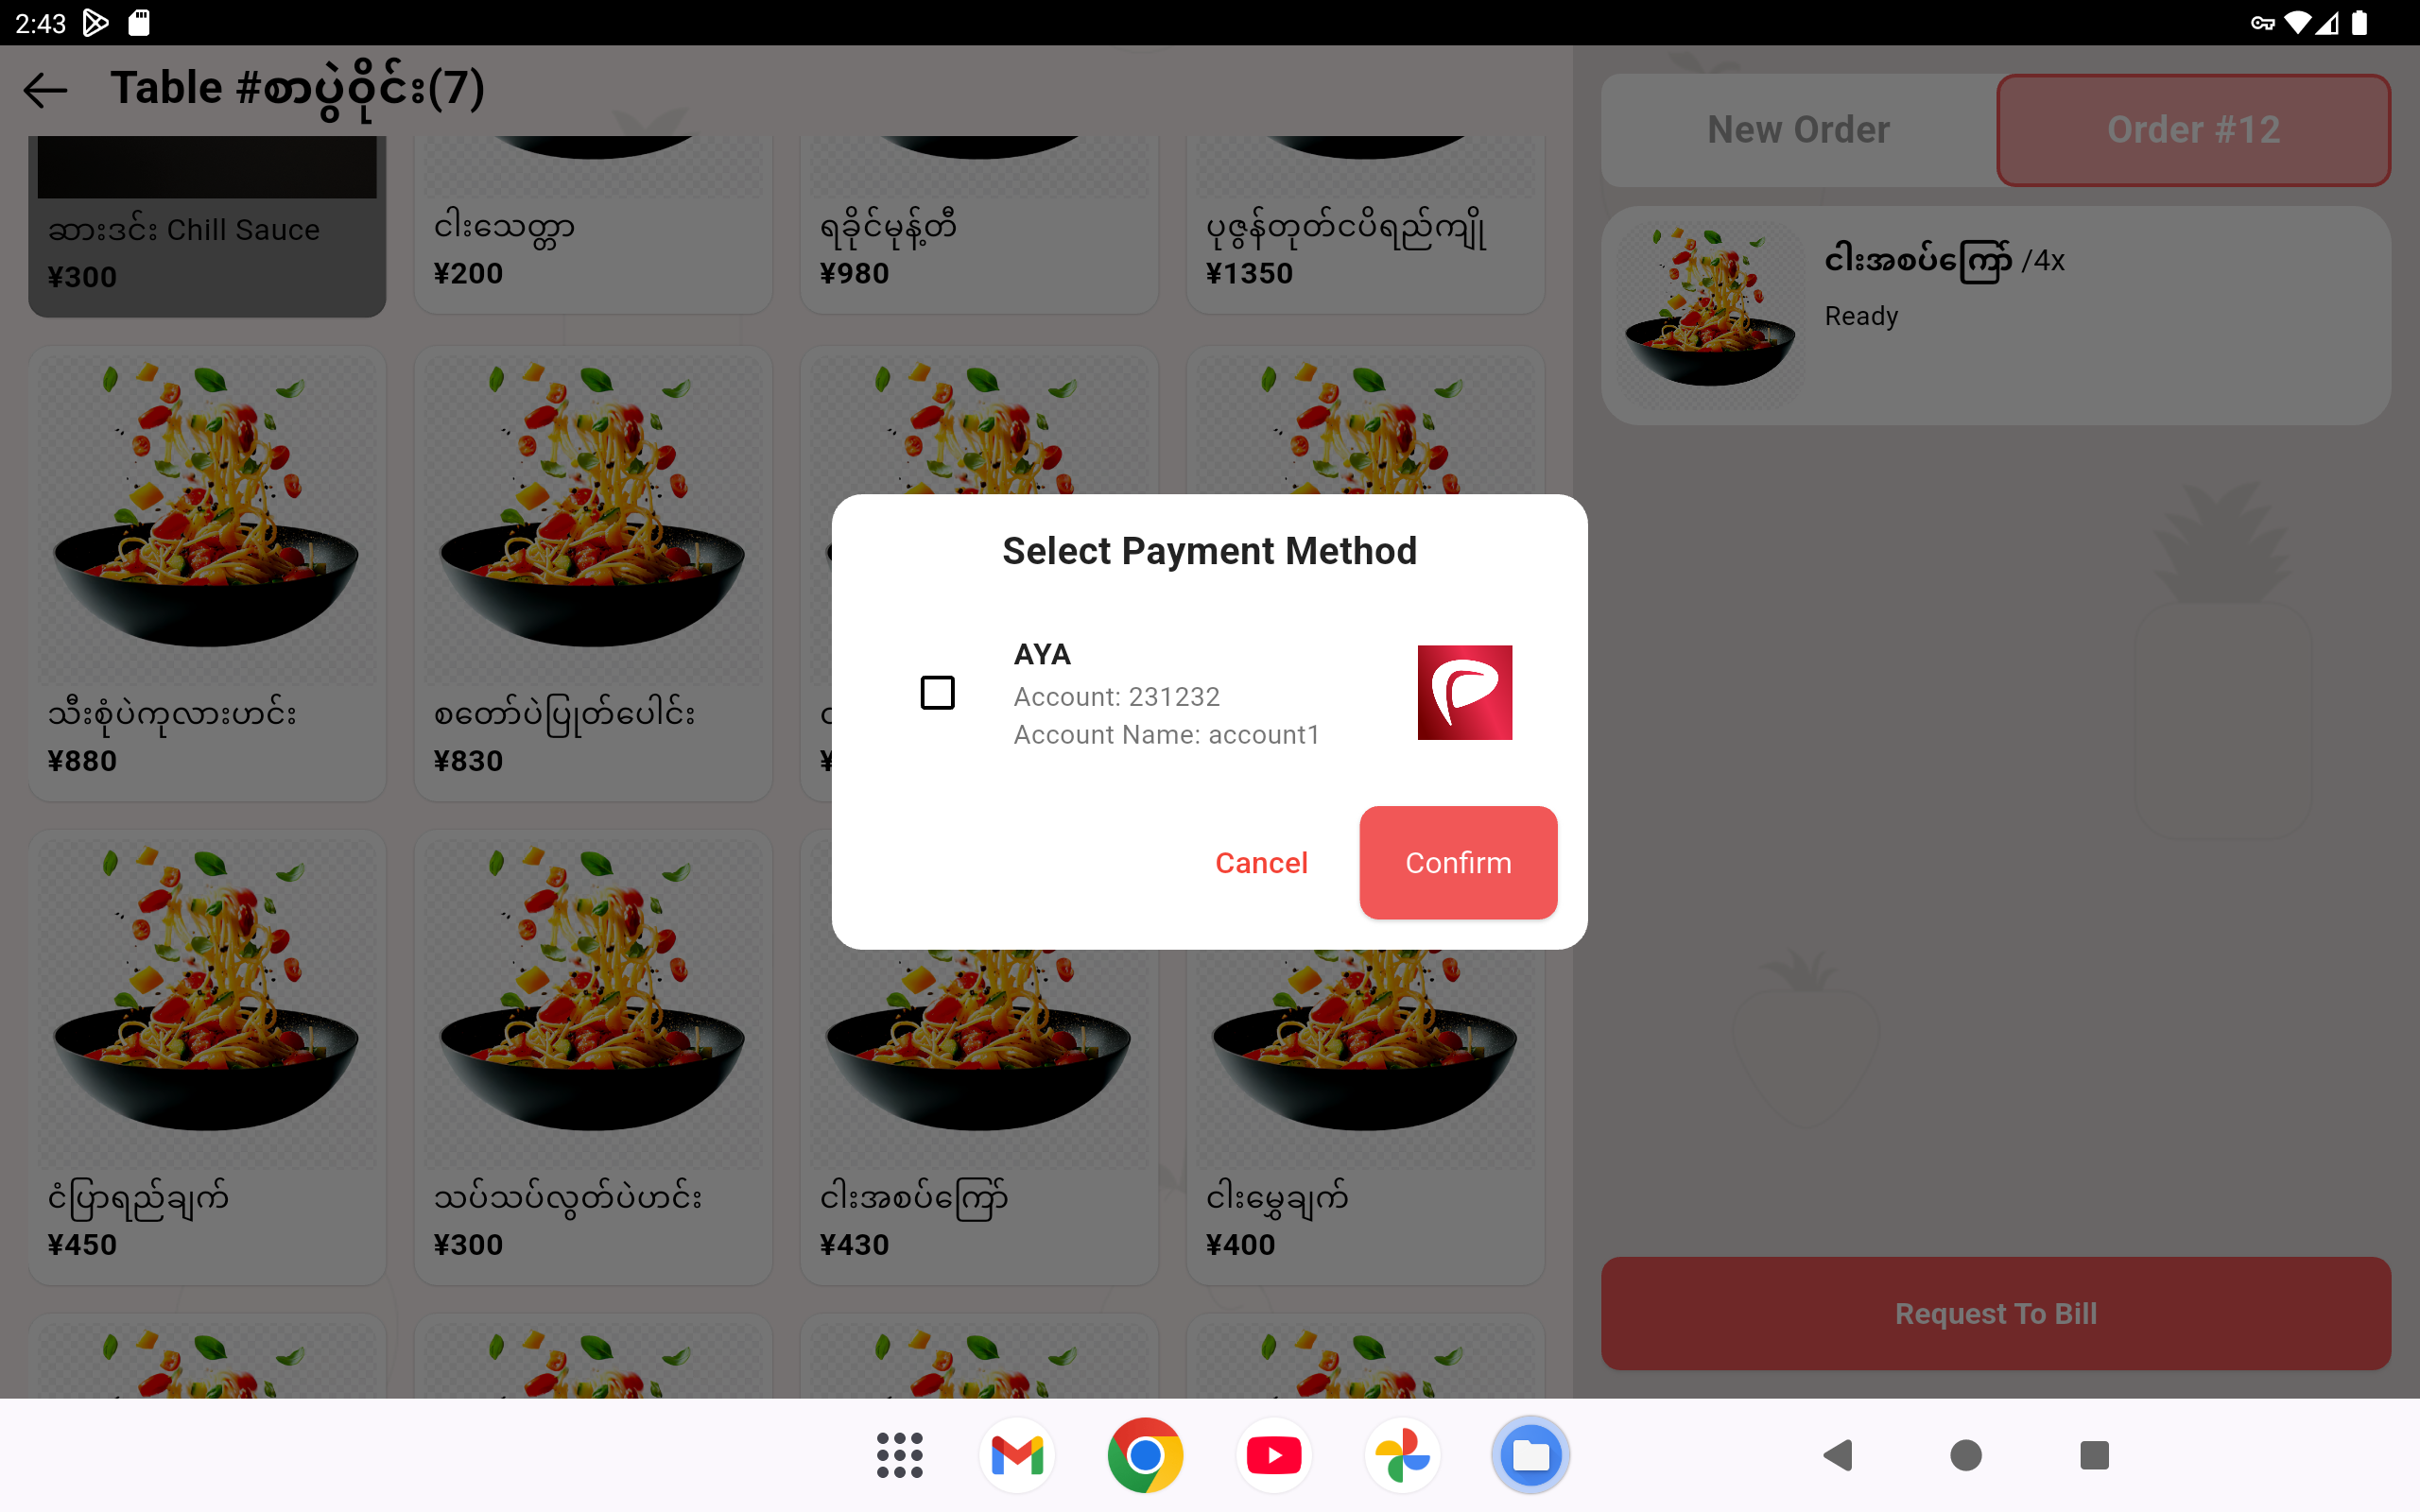 2:43
Table #စာပွဲဝိုင်း(7)
New Order
Order #12
ဆားဒင်း Chill Sauce
¥300
ငါးသေတ္တာ
¥200
ရခိုင်မုန့်တီ
¥980
ပုဇွန်တုတ်ငပိရည်ကျို
¥1350
ငါးအစပ်ကြော် /4x
Ready
Select Payment Method
AYA
Account: 231232
Account Name: account1
Cancel
Confirm
သီးစုံပဲကုလားဟင်း
¥880
စတော်ပဲပြုတ်ပေါင်း
¥830
ငံပြာရည်ချက်
¥450
သပ်သပ်လွတ်ပဲဟင်း
¥300
ငါးအစပ်ကြော်
¥430
ငါးမွှေချက်
¥400
Request To Bill